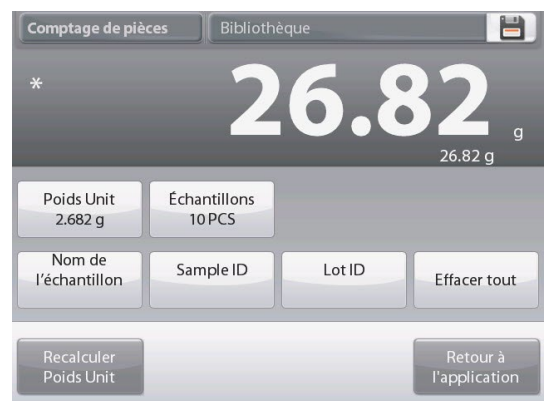 Comptage de pièces
Bibliothèque
*
26.82 g
26.82 g
Poids Unit
2.682 g
Échantillons
10 PCS
Nom de
l'échantillon
Sample ID
Lot ID
Effacer tout
Recalculer
Poids Unit
Retour à
l'application